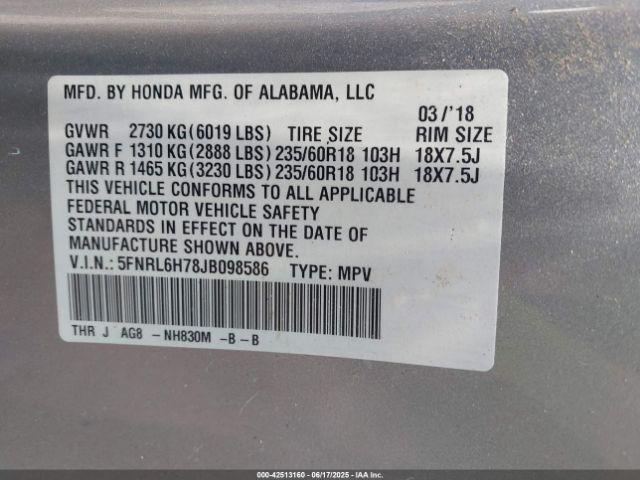 MFD. BY HONDA MFG. OF ALABAMA, LLC
03/'18
GVWR 2730 KG(6019 LBS) TIRE SIZE RIM SIZE
GAWR F 1310 KG(2888 LBS) 235/60R18 103H 18X7.5J
GAWR R 1465 KG(3230 LBS) 235/60R18 103H 18X7.5J
THIS VEHICLE CONFORMS TO ALL APPLICABLE
FEDERAL MOTOR VEHICLE SAFETY
STANDARDS IN EFFECT ON THE DATE OF
MANUFACTURE SHOWN ABOVE.
V.I.N.: 5FNRL6H78JB098586 TYPE: MPV
THR J AG8 -NH830M -B-B
000-42513160 - 06/17/2025 - IAAI.CA